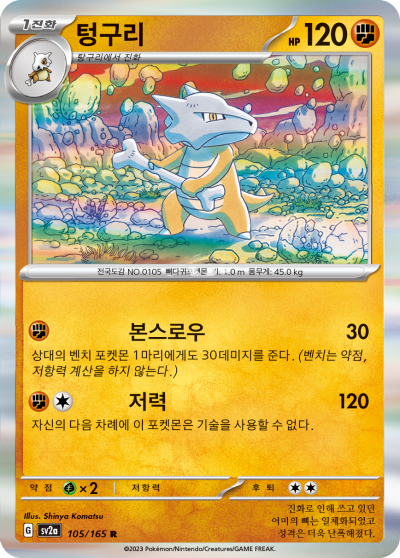 1진화
텅구리
HP 120
탕구리에서 진화
전국도감 NO.0105 뼈다귀포켓몬 키: 1.0 m 몸무게: 45.0 kg
본스로우 30
상대의 벤치 포켓몬 1마리에게도 30데미지를 준다. (벤치는 약점,
저항력 계산을 하지 않는다.)
저력 120
자신의 다음 차례에 이 포켓몬은 기술을 사용할 수 없다.
약점 ×2 저항력 후퇴
Illus. Shinya Komatsu
G sv2a 105/165 R
진화로 인해 쓰고 있던
어미의 뼈는 일체화되었고
성격은 더욱 난폭해졌다.
©2023 Pokémon/Nintendo/Creatures/GAME FREAK.